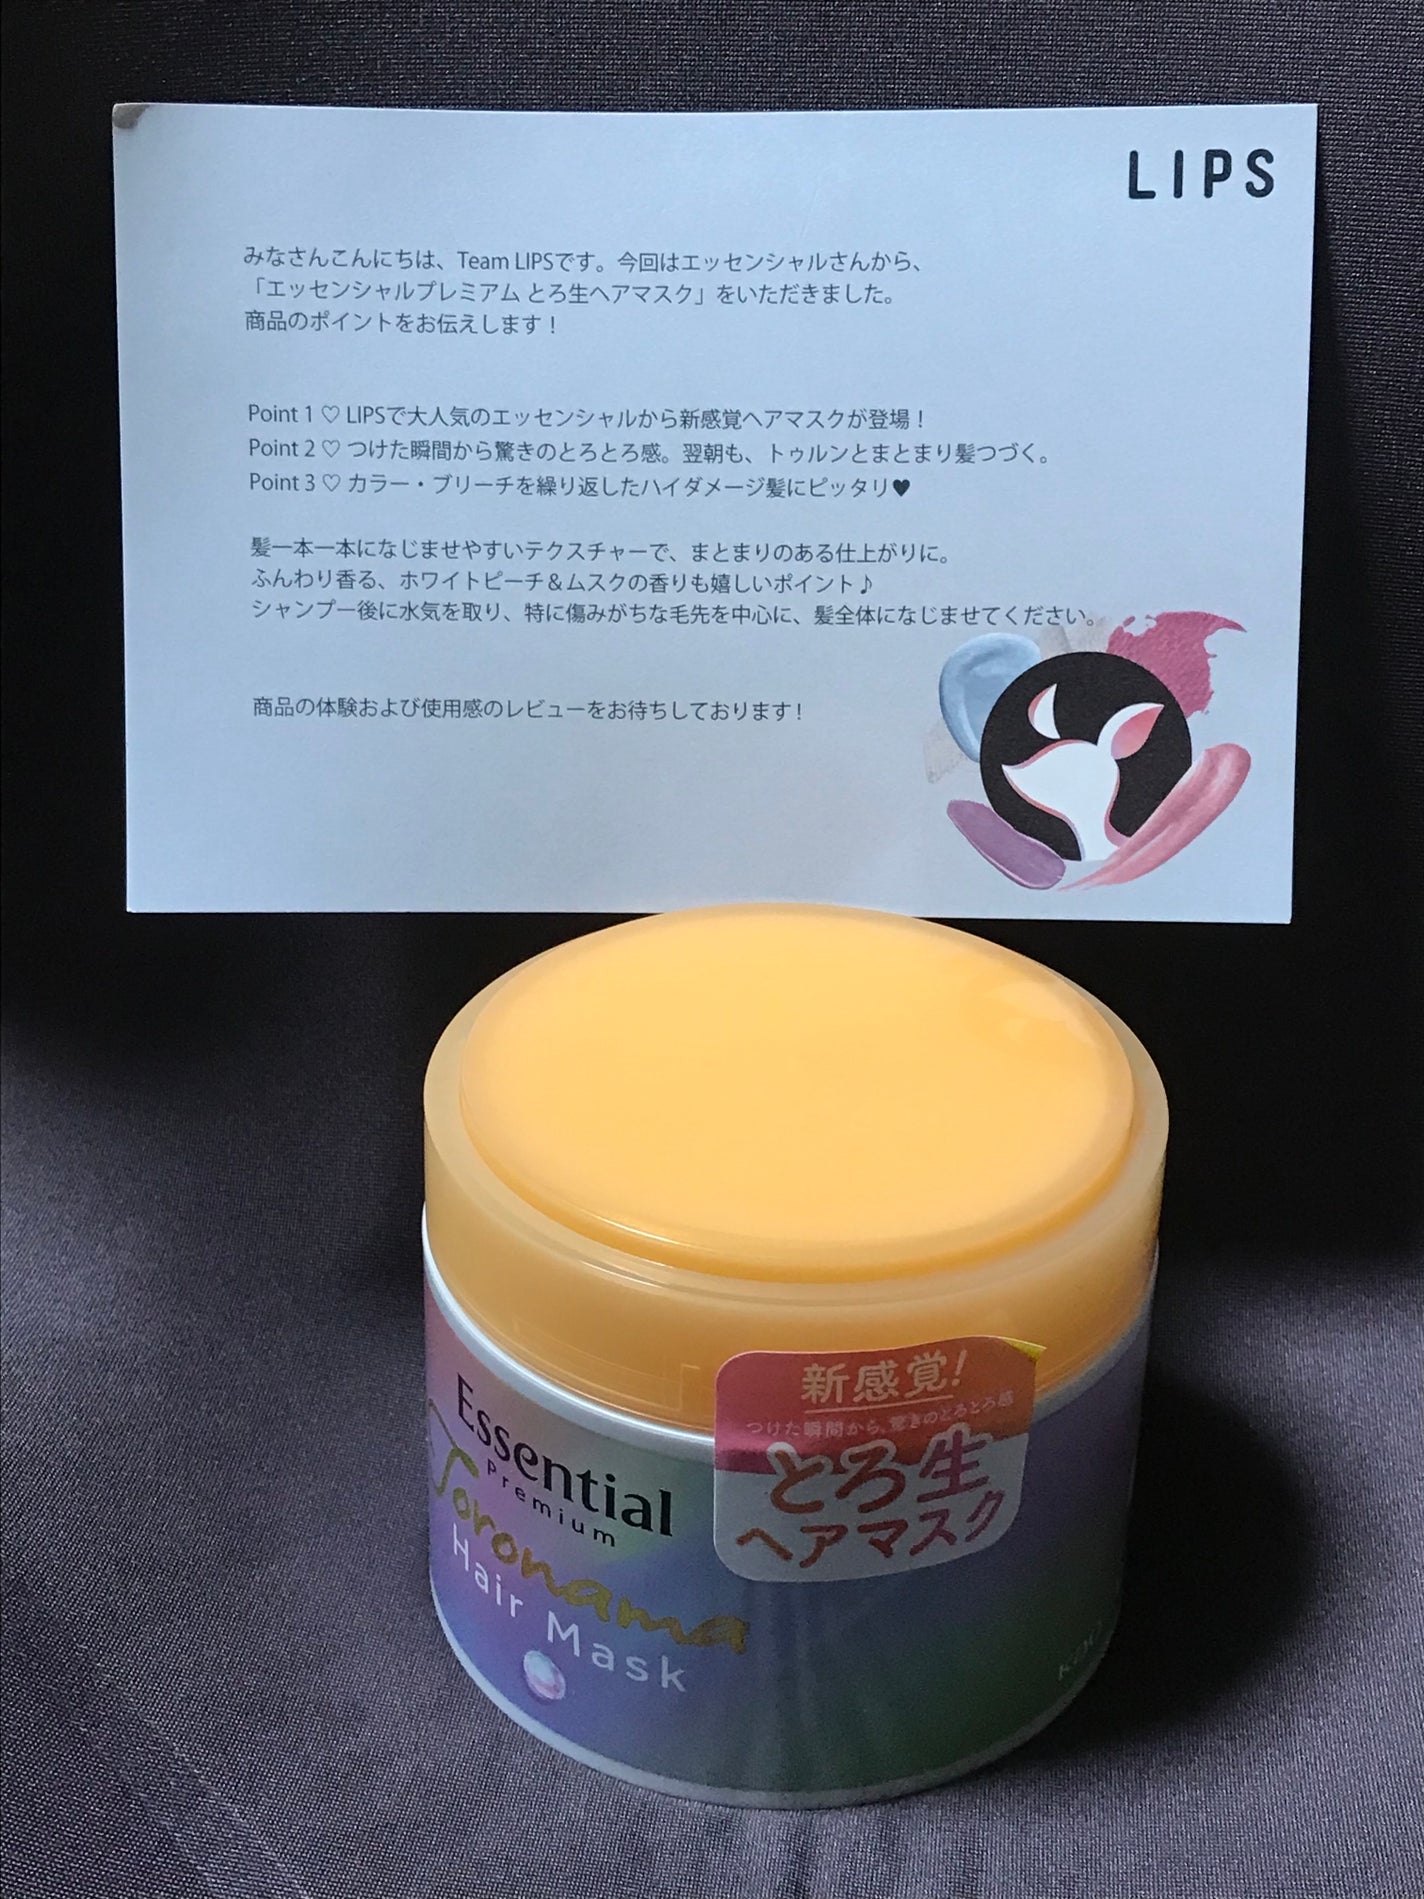 LIPS
みなさんこんにちは、Team LIPSです。今回はエッセンシャルさんから、
「エッセンシャルプレミアム とろ生ヘアマスク」をいただきました。
商品のポイントをお伝えします！
Point 1 ♡ LIPSで大人気のエッセンシャルから新感覚ヘアマスクが登場！
Point 2 ♡ つけた瞬間から驚きのとろとろ感。翌朝も、トゥルンとまとまり髪つづく。
Point 3 ♡ カラー・ブリーチを繰り返したハイダメージ髪にピッタリ♥
髪一本一本になじませやすいテクスチャーで、まとまりのある仕上がりに。
ふんわり香る、ホワイトピーチ＆ムスクの香りも嬉しいポイント♪
シャンプー後に水気を取り、特に傷みがちな毛先を中心に、髪全体になじませてください。
商品の体験および使用感のレビューをお待ちしております！
新感覚!
つけた瞬間から、驚きのとろとろ感
とろ生
ヘアマスク
Essential
Premium
Toronama
Hair Mask
KAO